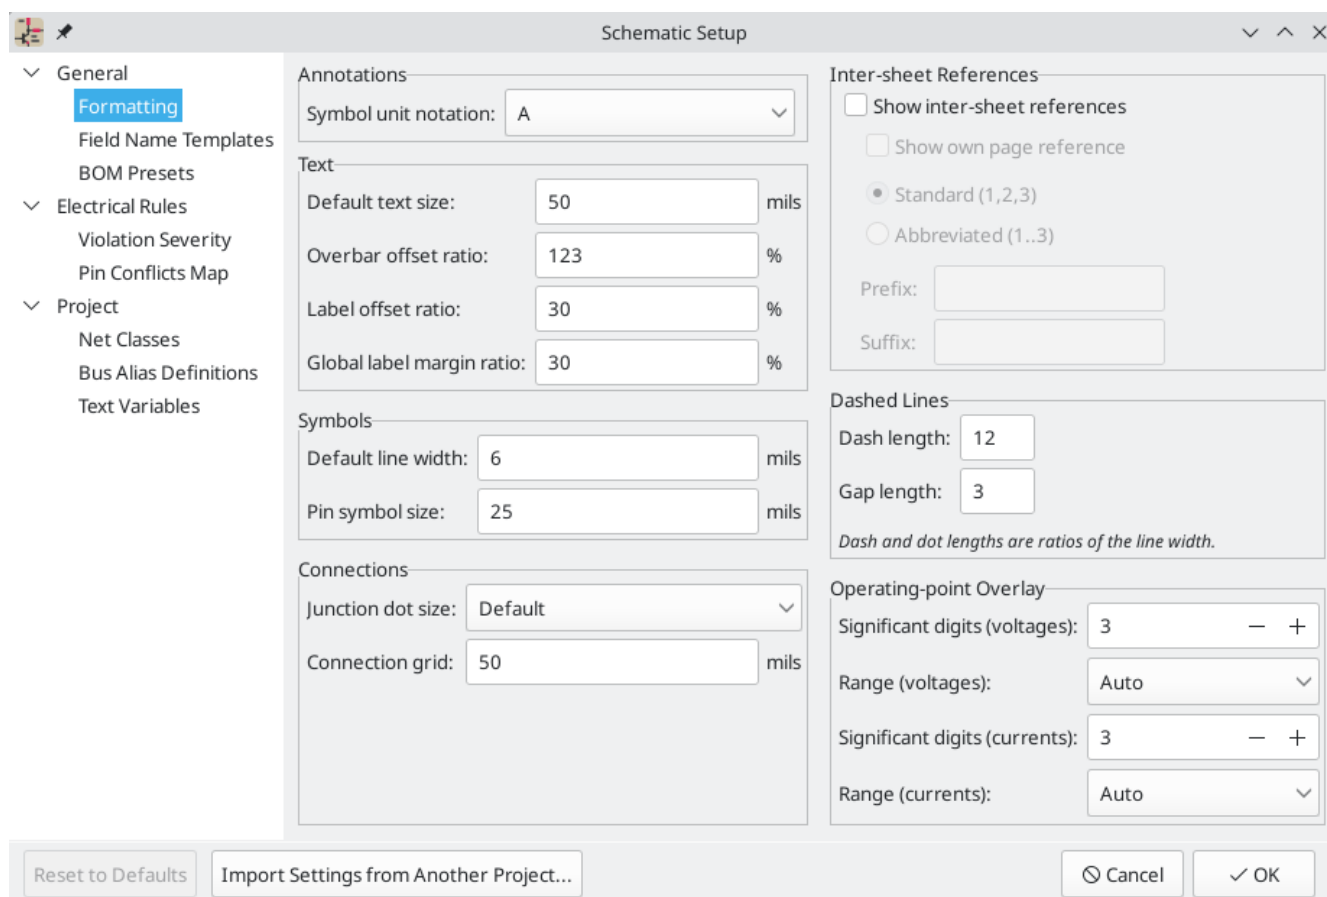 Schematic Setup
General
Formatting
Field Name Templates
BOM Presets
Electrical Rules
Violation Severity
Pin Conflicts Map
Project
Net Classes
Bus Alias Definitions
Text Variables
Annotations
Symbol unit notation: A
Text
Default text size: 50 mils
Overbar offset ratio: 123 %
Label offset ratio: 30 %
Global label margin ratio: 30 %
Symbols
Default line width: 6 mils
Pin symbol size: 25 mils
Connections
Junction dot size: Default
Connection grid: 50 mils
Inter-sheet References
Show inter-sheet references
Show own page reference
Standard (1,2,3)
Abbreviated (1..3)
Prefix:
Suffix:
Dashed Lines
Dash length: 12
Gap length: 3
Dash and dot lengths are ratios of the line width.
Operating-point Overlay
Significant digits (voltages): 3
Range (voltages): Auto
Significant digits (currents): 3
Range (currents): Auto
Reset to Defaults
Import Settings from Another Project...
Cancel
OK